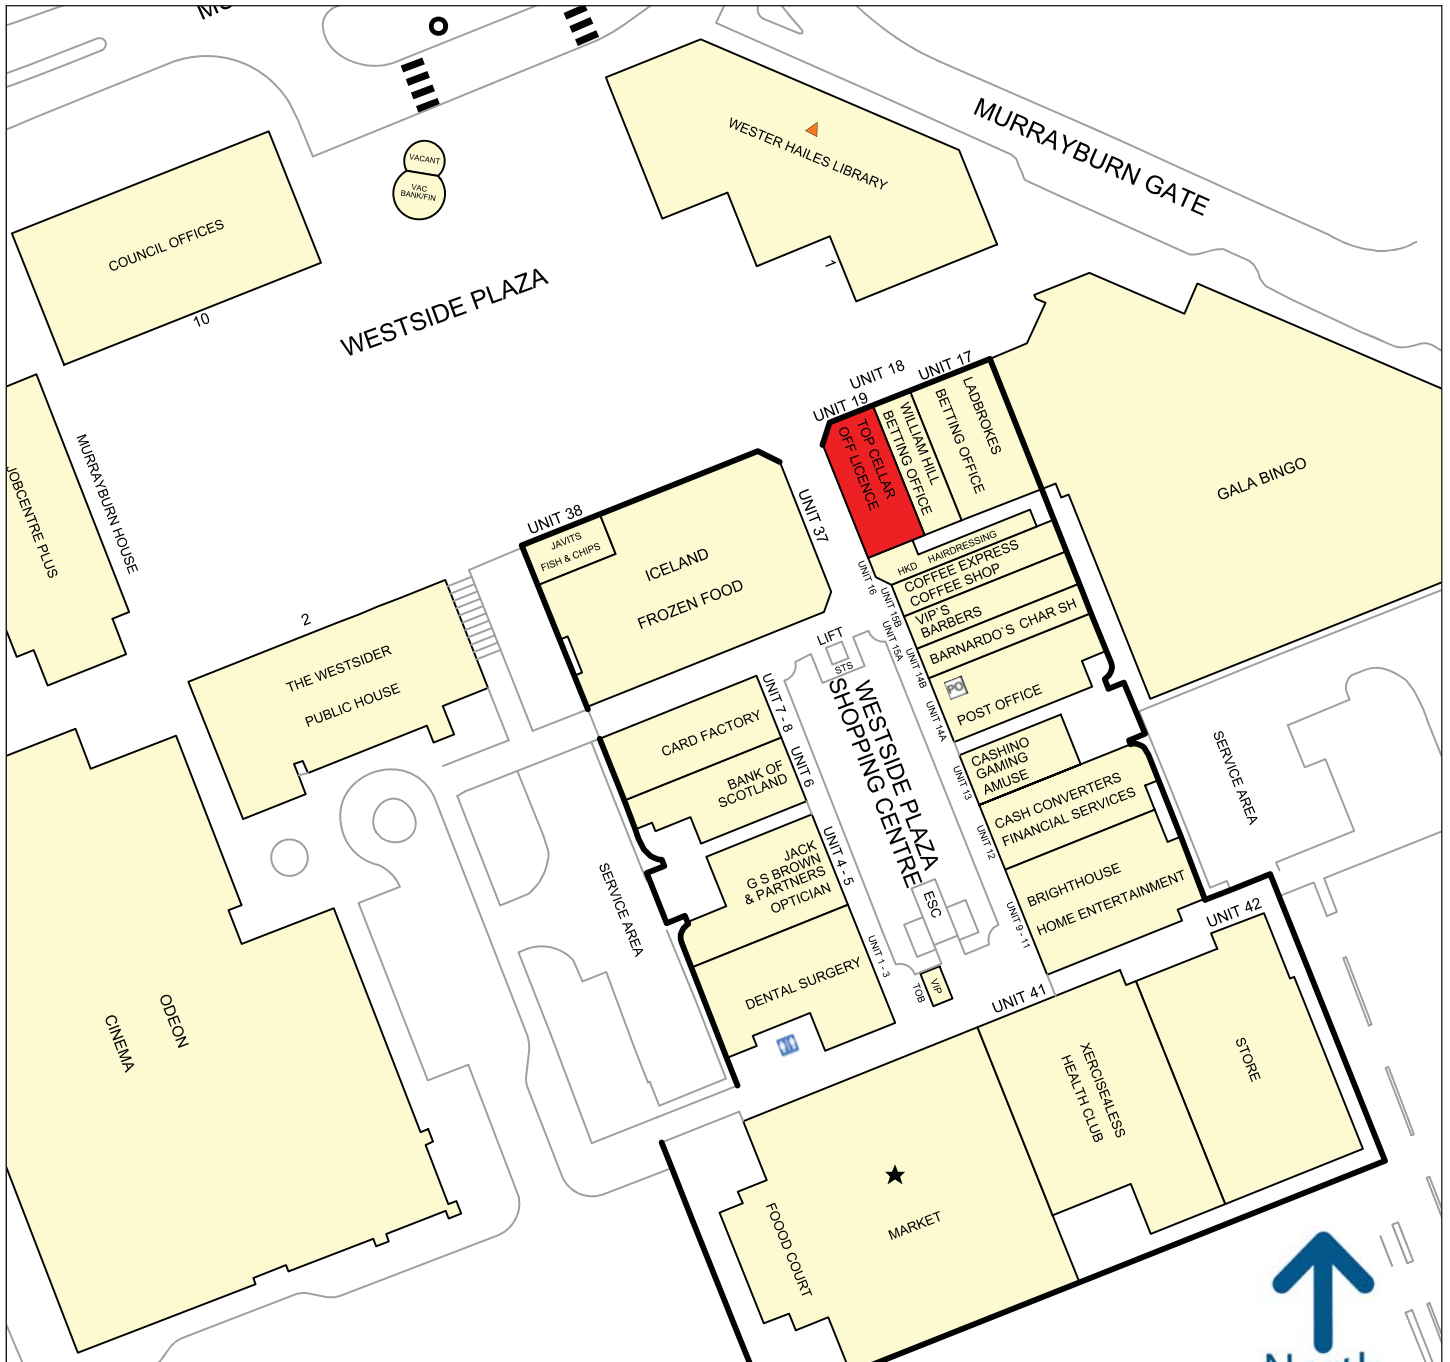 WESTER HAILES LIBRARY
MURRAYBURN GATE
VACANT
VAC
BANK/FIN
COUNCIL OFFICES
10
1
WESTSIDE PLAZA
JOBCENTRE PLUS
MURRAYBURN HOUSE
UNIT 19
UNIT 18
UNIT 17
TOP CELLAR
OFF LICENCE
WILLIAM HILL
BETTING OFFICE
LADBROKES
BETTING OFFICE
GALA BINGO
UNIT 38
JAVITS
FISH & CHIPS
ICELAND
FROZEN FOOD
UNIT 37
UNIT 16
HKD HAIRDRESSING
COFFEE EXPRESS
COFFEE SHOP
UNIT 15B
VIP`S
BARBERS
UNIT 15A
BARNARDO`S CHAR SH
UNIT 14B
PO
POST OFFICE
UNIT 14A
2
THE WESTSIDER
PUBLIC HOUSE
LIFT
STS
WESTSIDE PLAZA
SHOPPING CENTRE
UNIT 7 - 8
CARD FACTORY
UNIT 6
BANK OF
SCOTLAND
CASHINO
GAMING
AMUSE
UNIT 13
CASH CONVERTERS
FINANCIAL SERVICES
UNIT 12
SERVICE AREA
UNIT 4 - 5
JACK
G S BROWN
& PARTNERS
OPTICIAN
BRIGHTHOUSE
HOME ENTERTAINMENT
UNIT 9 - 11
SERVICE AREA
ESC
UNIT 42
UNIT 1 - 3
DENTAL SURGERY
TOB
VIP
UNIT 41
ODEON
CINEMA
XERCISE4LESS
HEALTH CLUB
STORE
MARKET
FOOOD COURT